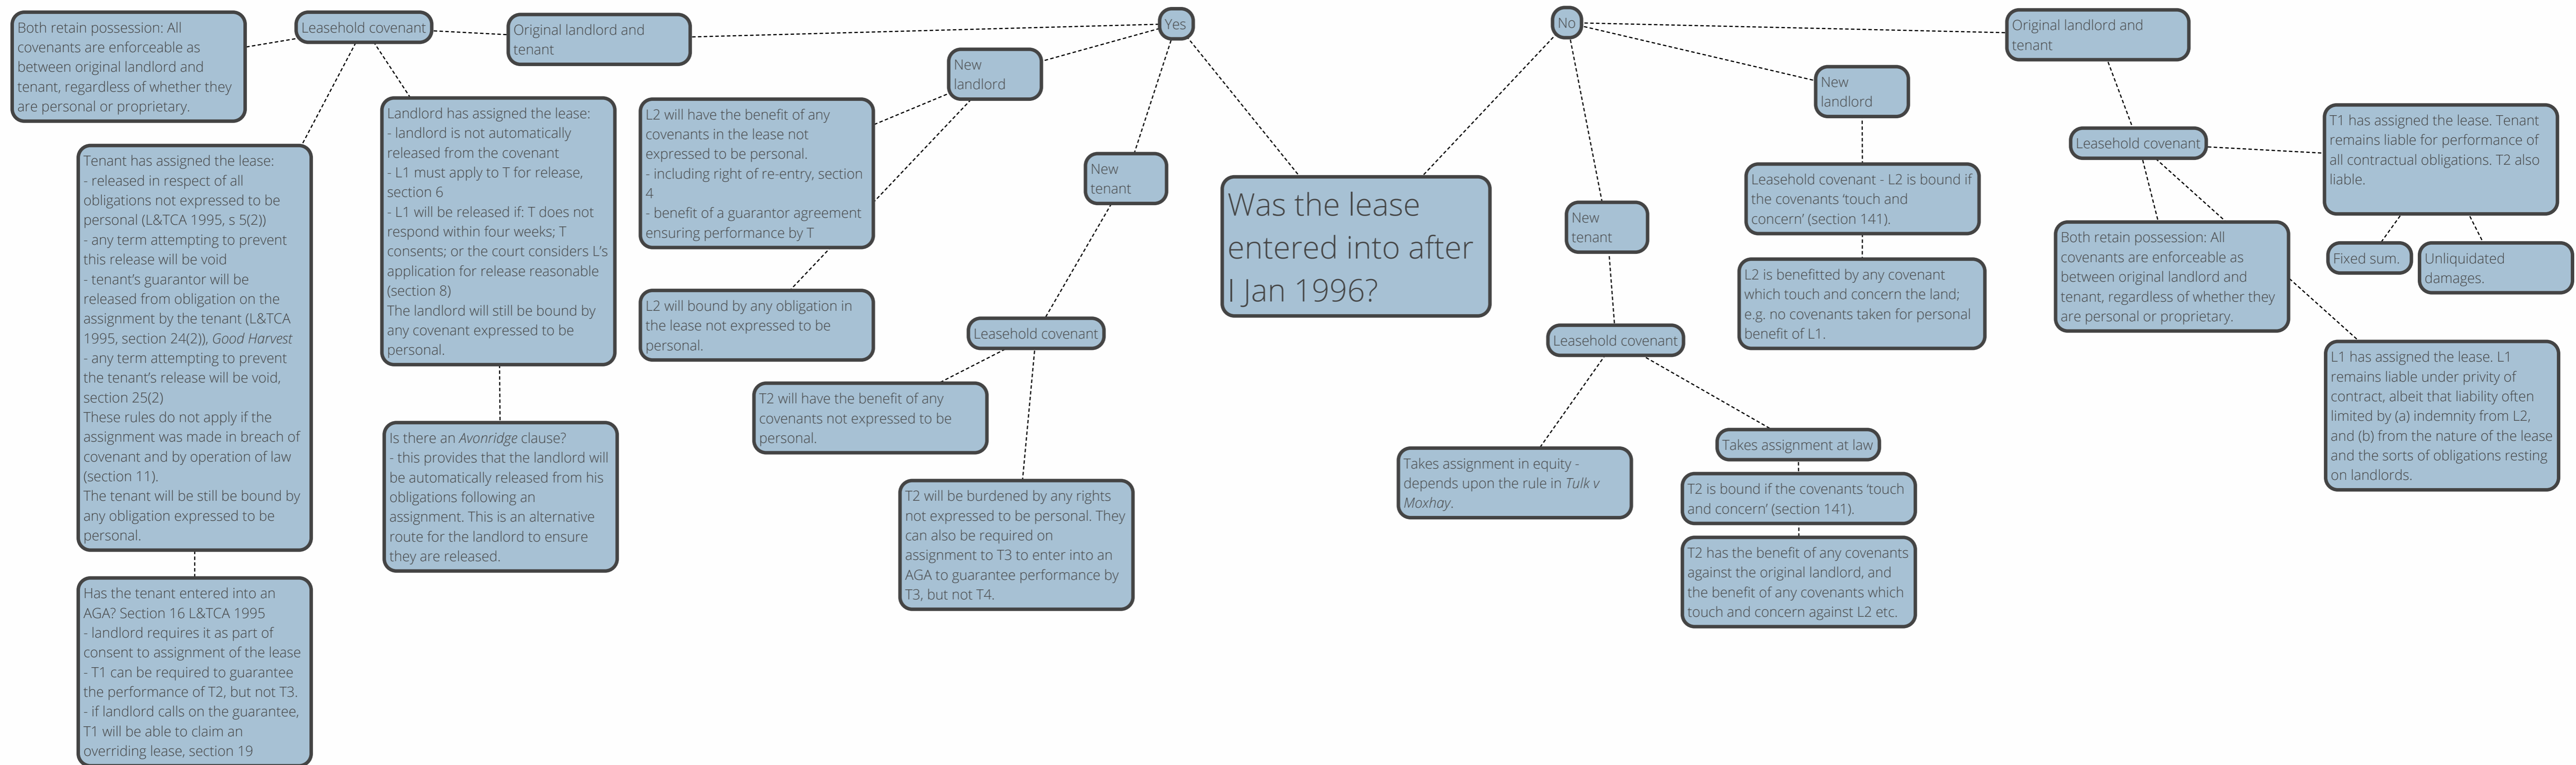 Both retain possession: All
covenants are enforceable as
between original landlord and
tenant, regardless of whether they
are personal or proprietary.
Leasehold covenant
Original landlord and
tenant
Yes
New
landlord
No
Original landlord and
tenant
New
landlord
Landlord has assigned the lease:
- landlord is not automatically
released from the covenant
- L1 must apply to T for release,
section 6
- L1 will be released if: T does not
respond within four weeks; T
consents; or the court considers L's
application for release reasonable
(section 8)
The landlord will still be bound by
any covenant expressed to be
personal.
L2 will have the benefit of any
covenants in the lease not
expressed to be personal.
- including right of re-entry, section
4
- benefit of a guarantor agreement
ensuring performance by T
T1 has assigned the lease. Tenant
remains liable for performance of
all contractual obligations. T2 also
liable.
Leasehold covenant
Tenant has assigned the lease:
- released in respect of all
obligations not expressed to be
personal (L&TCA 1995, s 5(2))
- any term attempting to prevent
this release will be void
- tenant's guarantor will be
released from obligation on the
assignment by the tenant (L&TCA
1995, section 24(2)), Good Harvest
- any term attempting to prevent
the tenant's release will be void,
section 25(2)
These rules do not apply if the
assignment was made in breach of
covenant and by operation of law
(section 11).
The tenant will be still be bound by
any obligation expressed to be
personal.
New
tenant
Was the lease
entered into after
I Jan 1996?
Leasehold covenant - L2 is bound if
the covenants ‘touch and
concern’ (section 141).
New
tenant
Both retain possession: All
covenants are enforceable as
between original landlord and
tenant, regardless of whether they
are personal or proprietary.
Fixed sum.
Unliquidated
damages.
L2 is benefitted by any covenant
which touch and concern the land;
e.g. no covenants taken for personal
benefit of L1.
L2 will bound by any obligation in
the lease not expressed to be
personal.
Leasehold covenant
Leasehold covenant
L1 has assigned the lease. L1
remains liable under privity of
contract, albeit that liability often
limited by (a) indemnity from L2,
and (b) from the nature of the lease
and the sorts of obligations resting
on landlords.
T2 will have the benefit of any
covenants not expressed to be
personal.
Is there an Avonridge clause?
- this provides that the landlord will
be automatically released from his
obligations following an
assignment. This is an alternative
route for the landlord to ensure
they are released.
Takes assignment at law
Takes assignment in equity -
depends upon the rule in Tulk v
Moxhay.
T2 is bound if the covenants ‘touch
and concern’ (section 141).
T2 will be burdened by any rights
not expressed to be personal. They
can also be required on
assignment to T3 to enter into an
AGA to guarantee performance by
T3, but not T4.
T2 has the benefit of any covenants
against the original landlord, and
the benefit of any covenants which
touch and concern against L2 etc.
Has the tenant entered into an
AGA? Section 16 L&TCA 1995
- landlord requires it as part of
consent to assignment of the lease
- T1 can be required to guarantee
the performance of T2, but not T3.
- if landlord calls on the guarantee,
T1 will be able to claim an
overriding lease, section 19